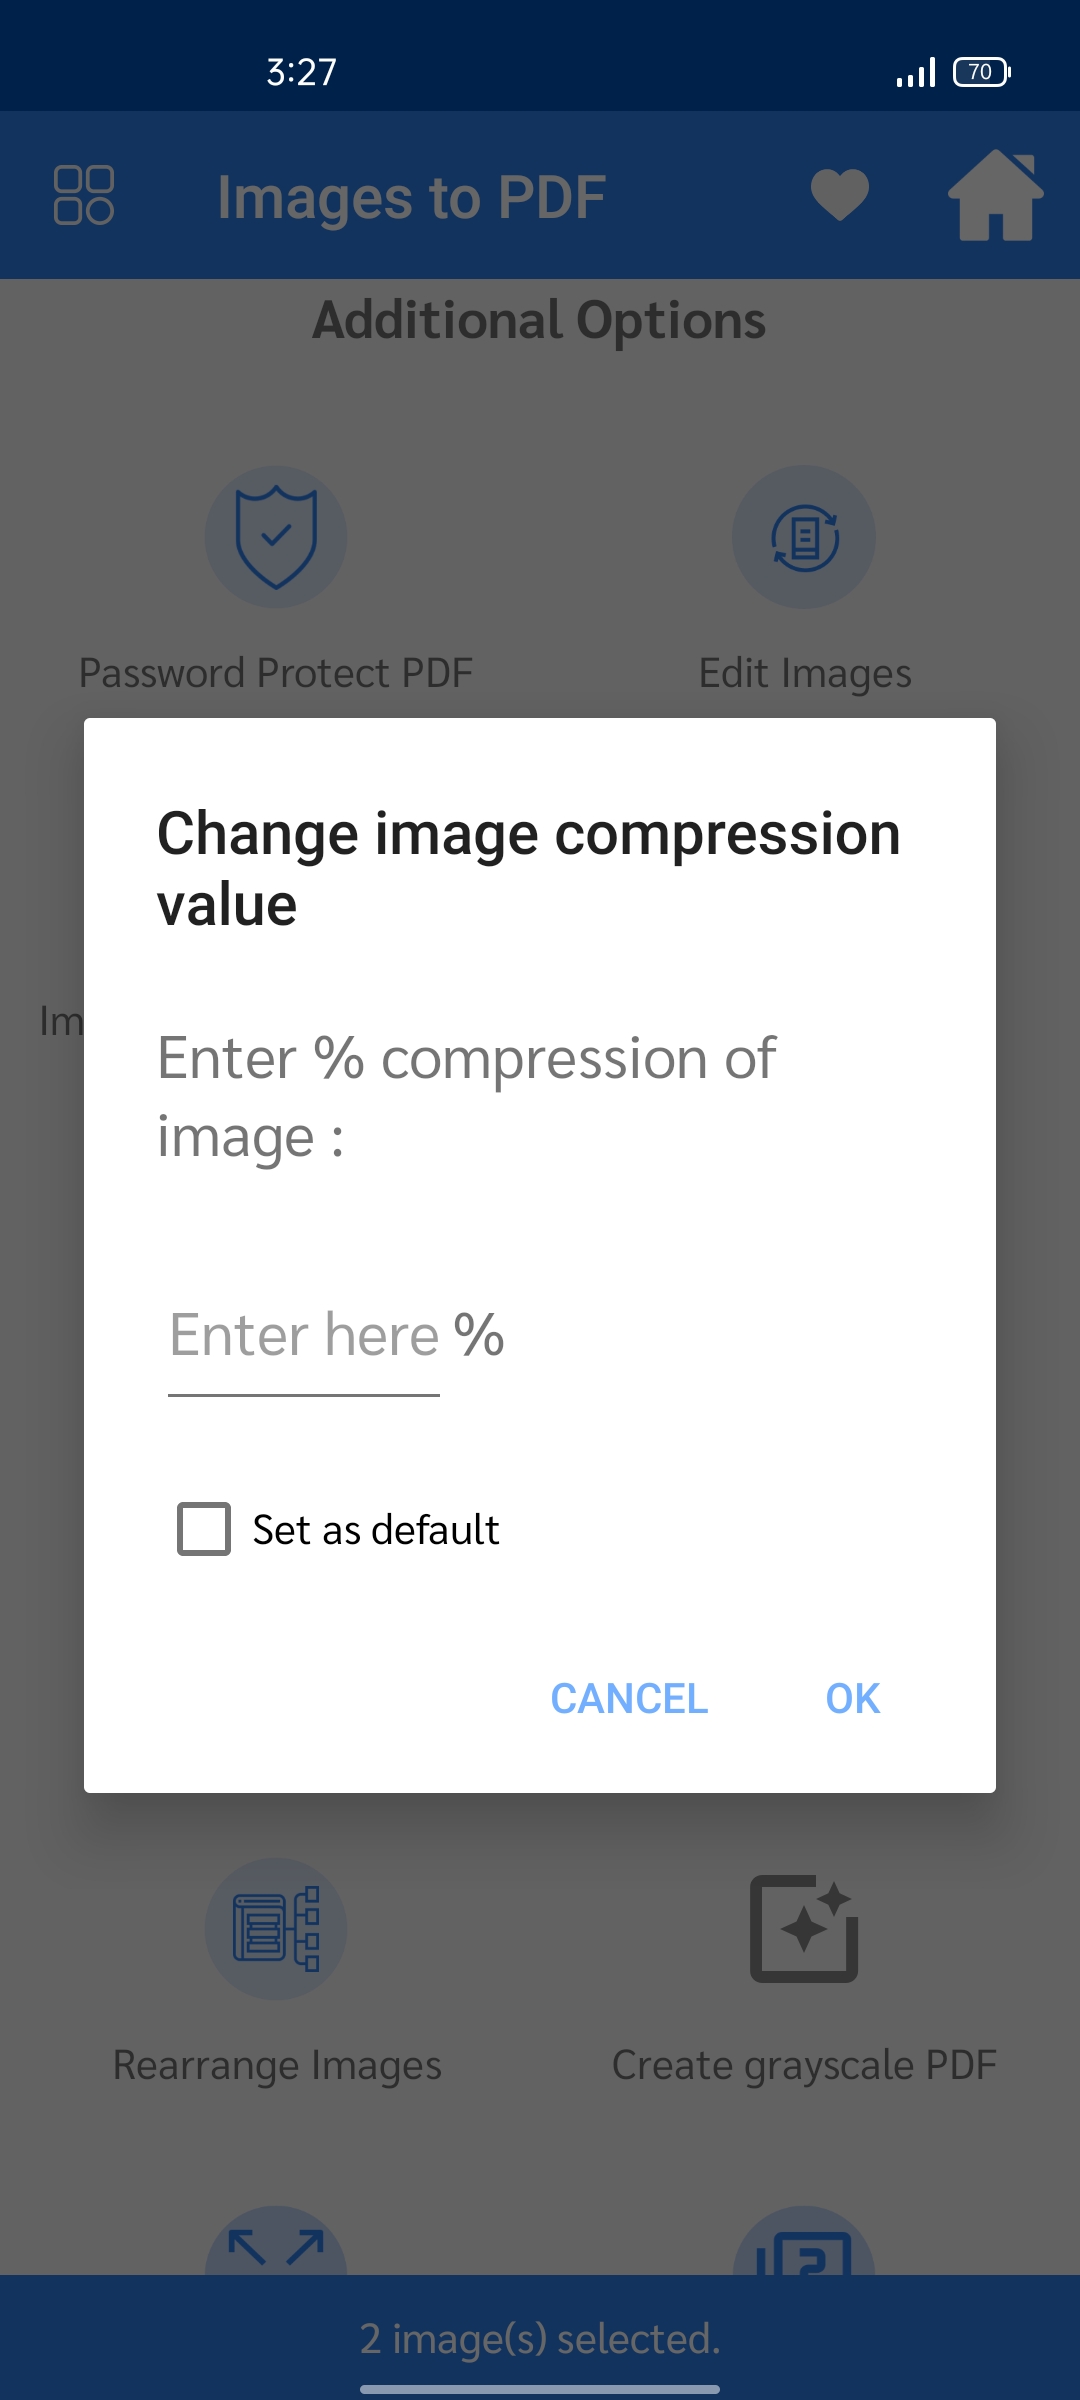 3:27
70
Images to PDF
Additional Options
Password Protect PDF
Edit Images
Change image compression
value
Im
Enter % compression of
image :
Enter here %
Set as default
CANCEL
OK
Rearrange Images
Create grayscale PDF
2
2 image(s) selected.